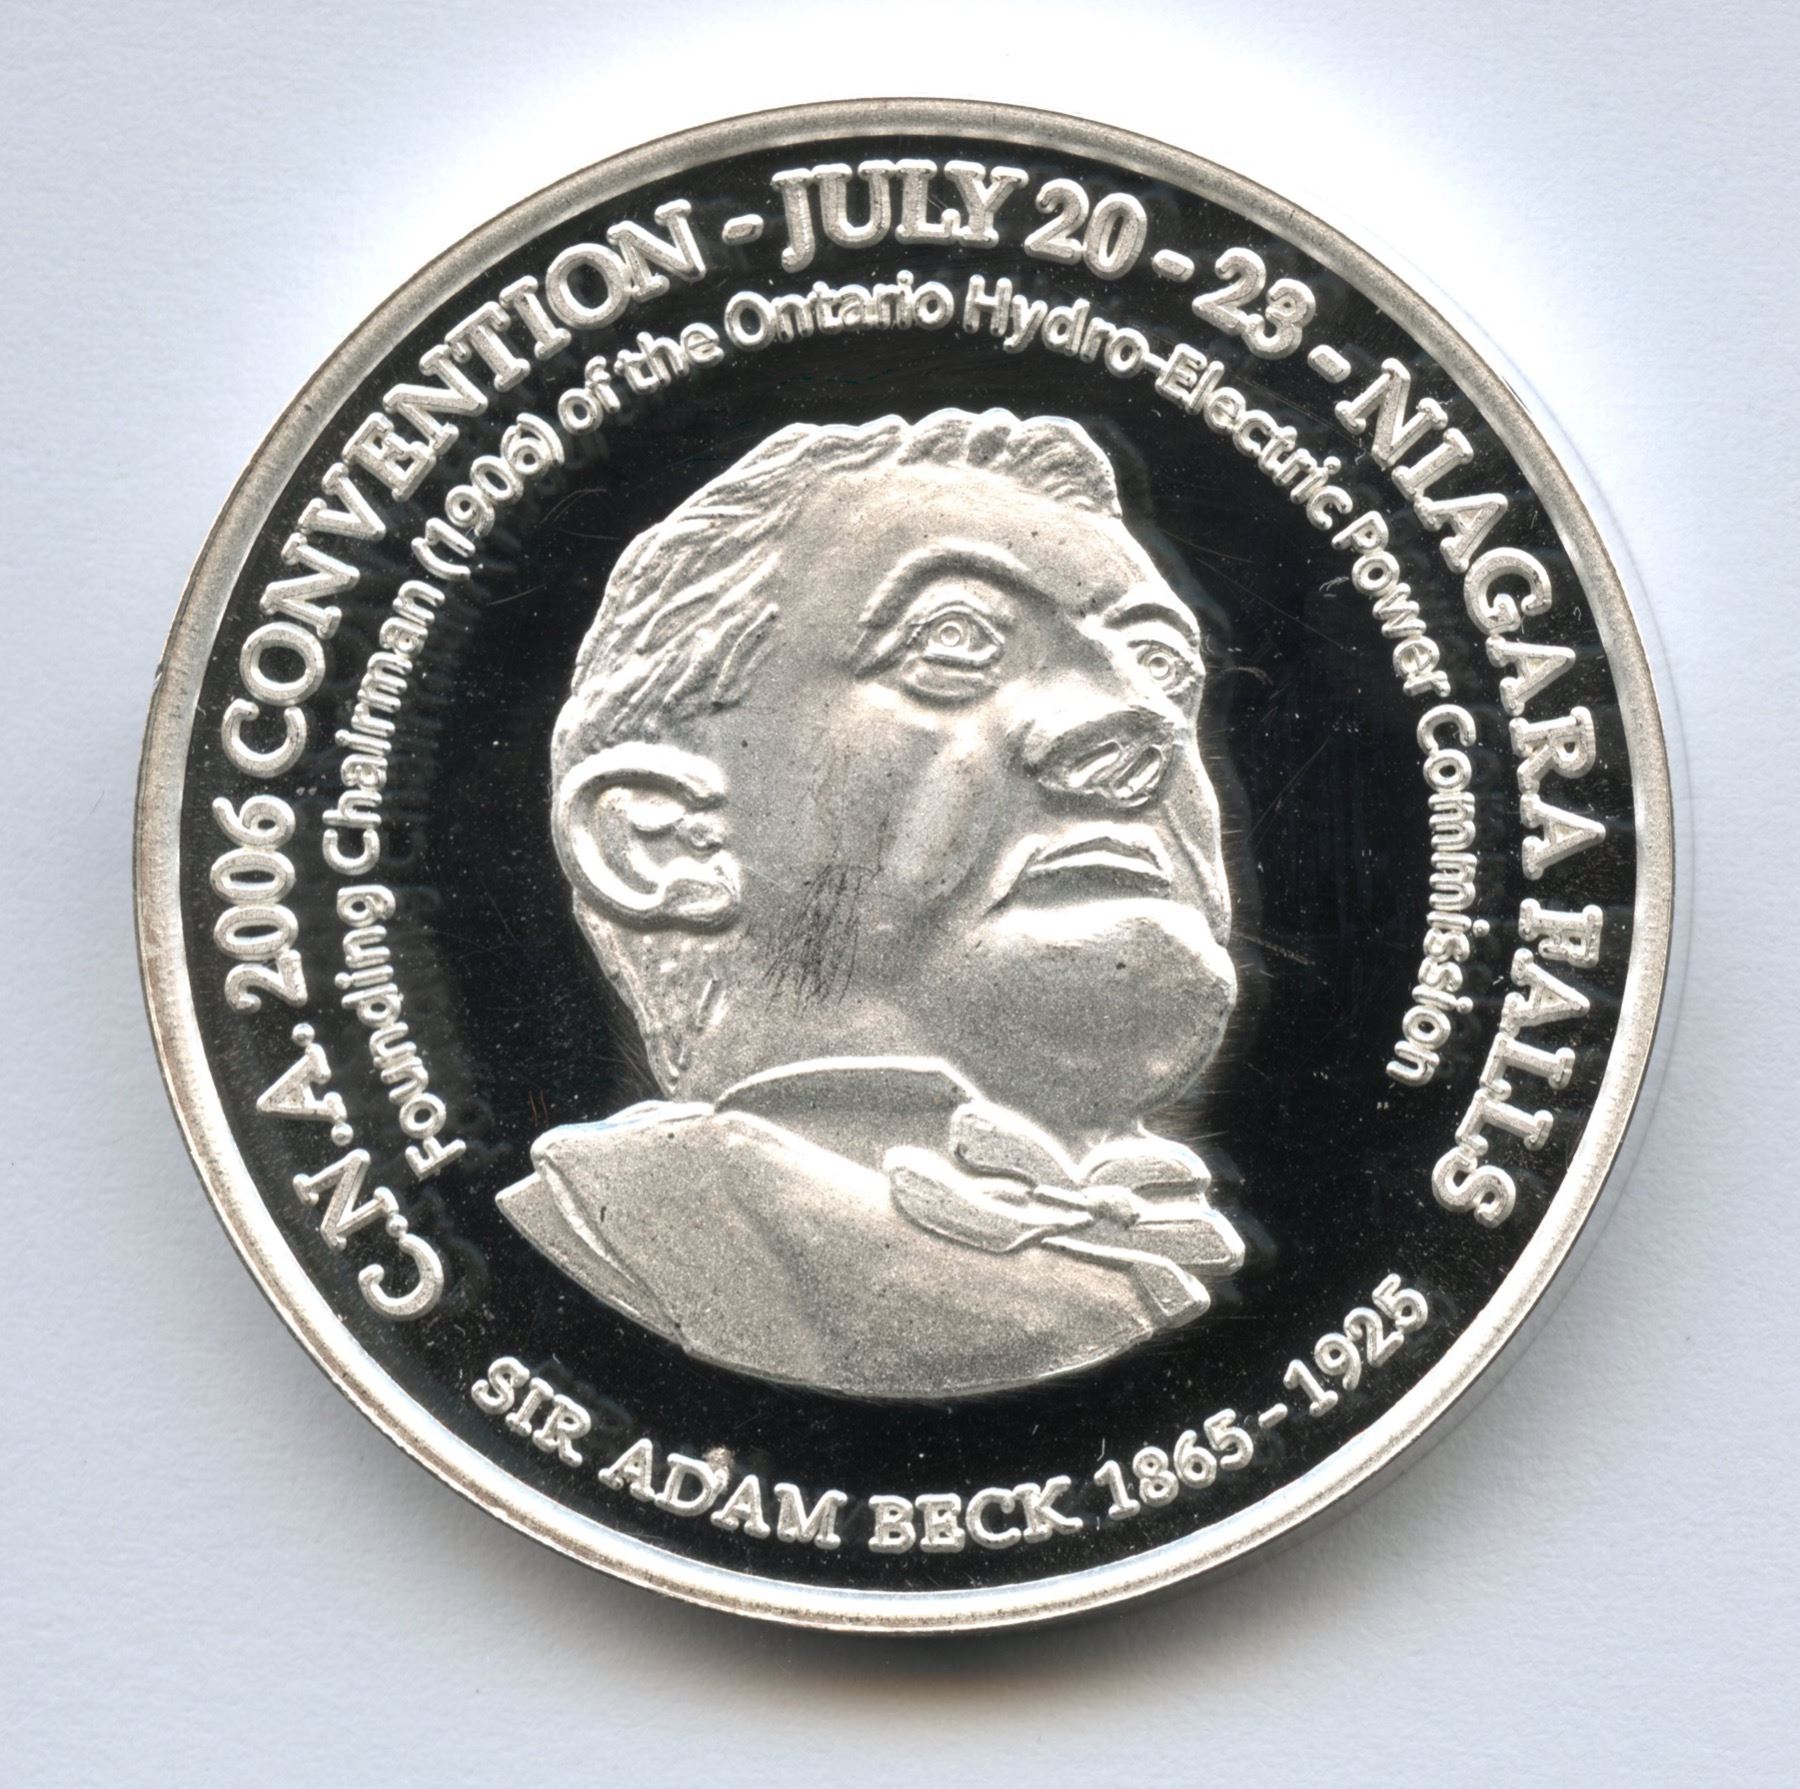 C.N.A. 2006 CONVENTION - JULY 20 - 23 - NIAGARA FALLS
Founding Chairman (1906) of the Ontario Hydro-Electric Power Commission
SIR ADAM BECK 1865 - 1925